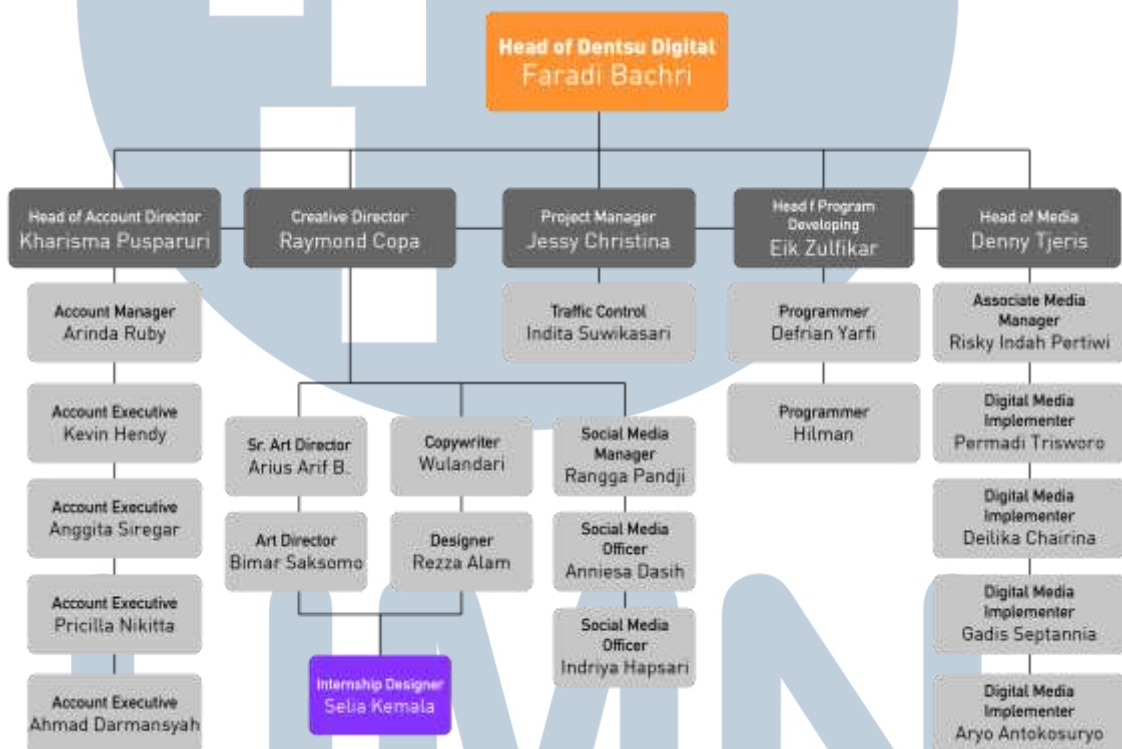 Head of Dentsu Digital
Faradi Bachri
Head of Account Director
Kharisma Pusparuri
Creative Director
Raymond Copa
Project Manager
Jessy Christina
Head f Program
Developing
Eik Zulfikar
Head of Media
Denny Tjeris
Account Manager
Arinda Ruby
Account Executive
Kevin Hendy
Account Executive
Anggita Siregar
Account Executive
Pricilla Nikitta
Account Executive
Ahmad Darmansyah
Sr. Art Director
Arius Arif B.
Art Director
Bimar Saksomo
Copywriter
Wulandari
Designer
Rezza Alam
Internship Designer
Selia Kemala
Social Media
Manager
Rangga Pandji
Social Media
Officer
Anniesa Dasih
Social Media
Officer
Indriya Hapsari
Traffic Control
Indita Suwikasari
Programmer
Defrian Yarfi
Programmer
Hilman
Associate Media
Manager
Risky Indah Pertiwi
Digital Media
Implementer
Permadi Trisworo
Digital Media
Implementer
Deilika Chairina
Digital Media
Implementer
Gadis Septannia
Digital Media
Implementer
Aryo Antokosuryo